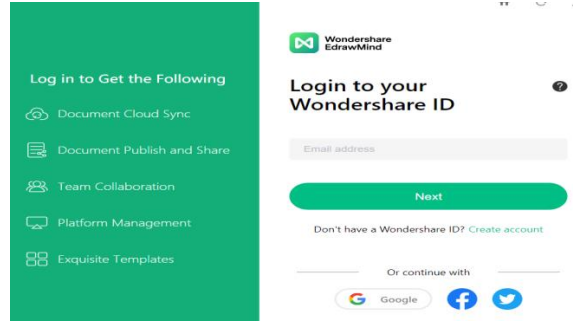 Log in to Get the Following
Document Cloud Sync
Document Publish and Share
Team Collaboration
Platform Management
Exquisite Templates
Wondershare
EdrawMind
Login to your
Wondershare ID
?
Email address
Next
Don't have a Wondershare ID? Create account
Or continue with
G Google